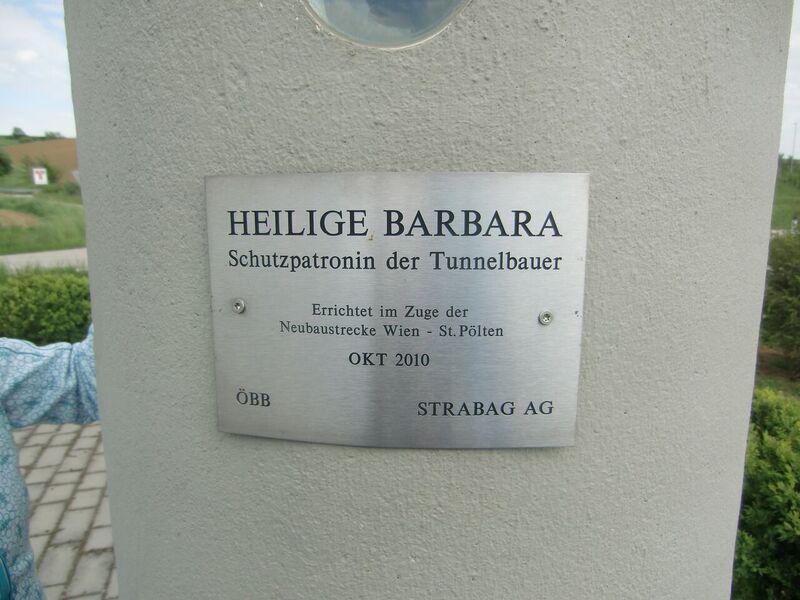 HEILIGE BARBARA
Schutzpatronin der Tunnelbauer
Errichtet im Zuge der
Neubaustrecke Wien - St. Pölten
OKT 2010
ÖBB STRABAG AG